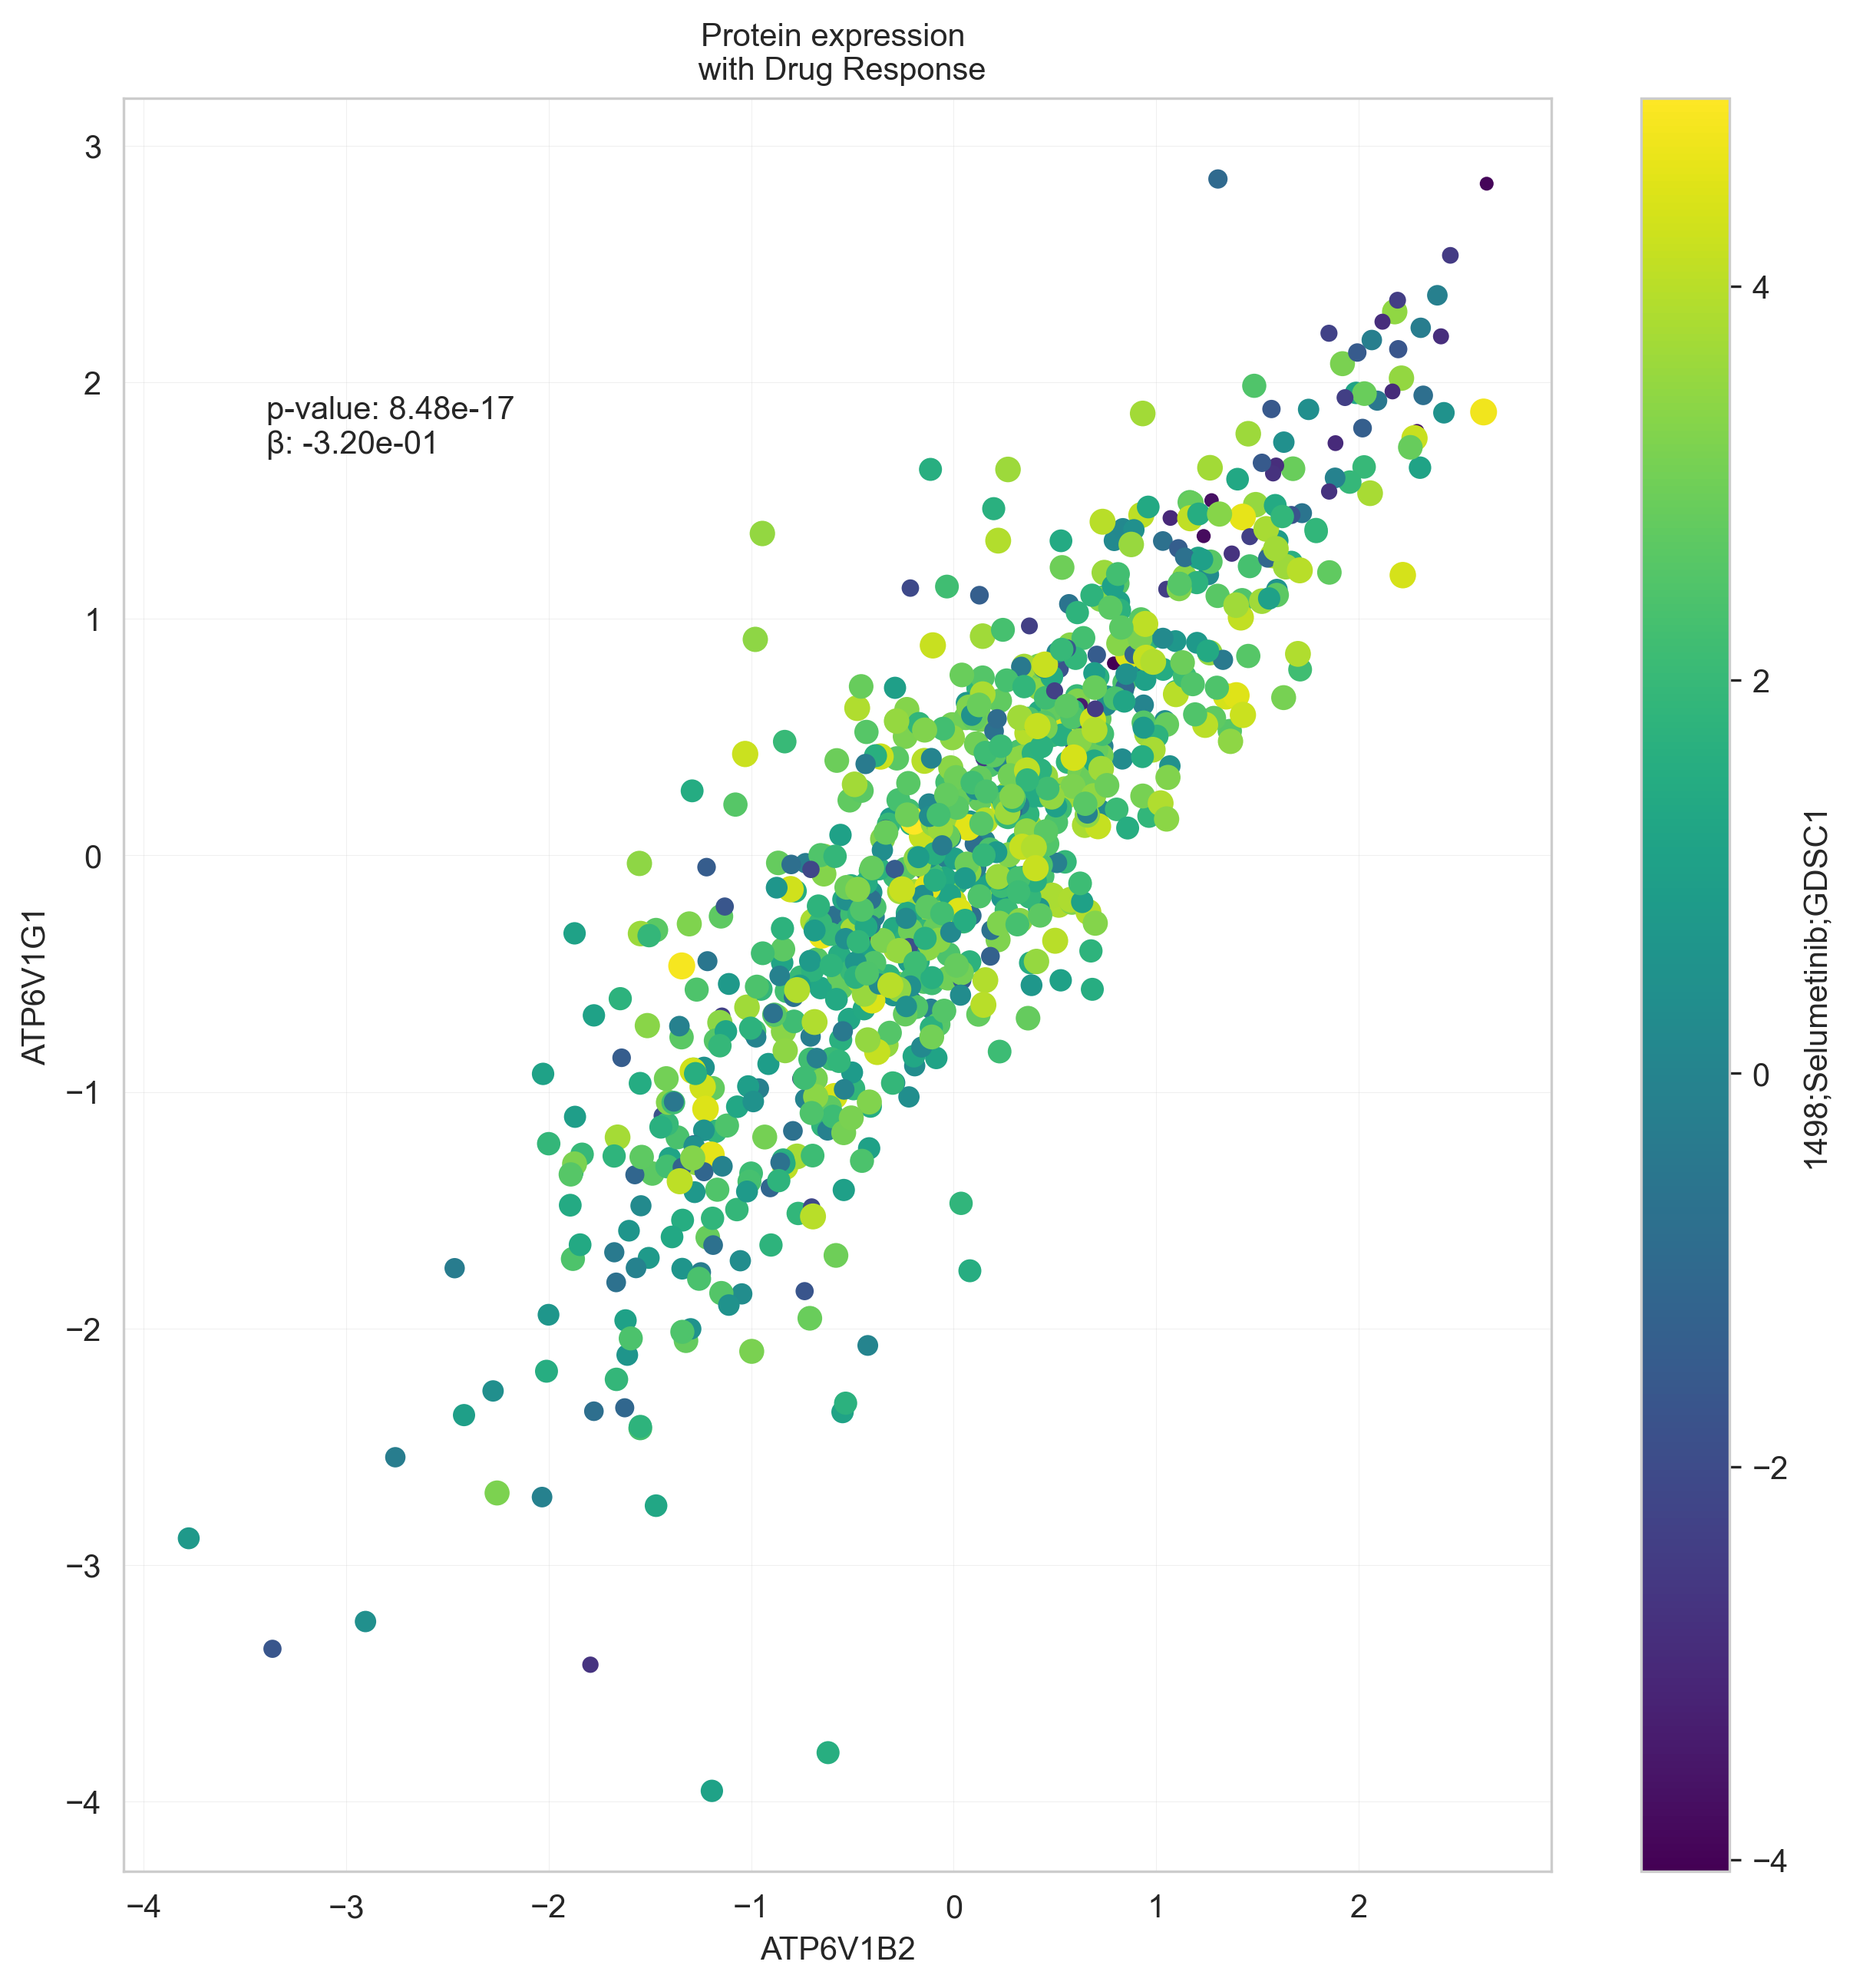 Protein expression
with Drug Response
p-value: 8.48e-17
β: -3.20e-01
3
2
1
0
−1
−2
−3
−4
ATP6V1G1
−4
−3
−2
−1
0
1
2
ATP6V1B2
4
2
0
−2
−4
1498;Selumetinib;GDSC1